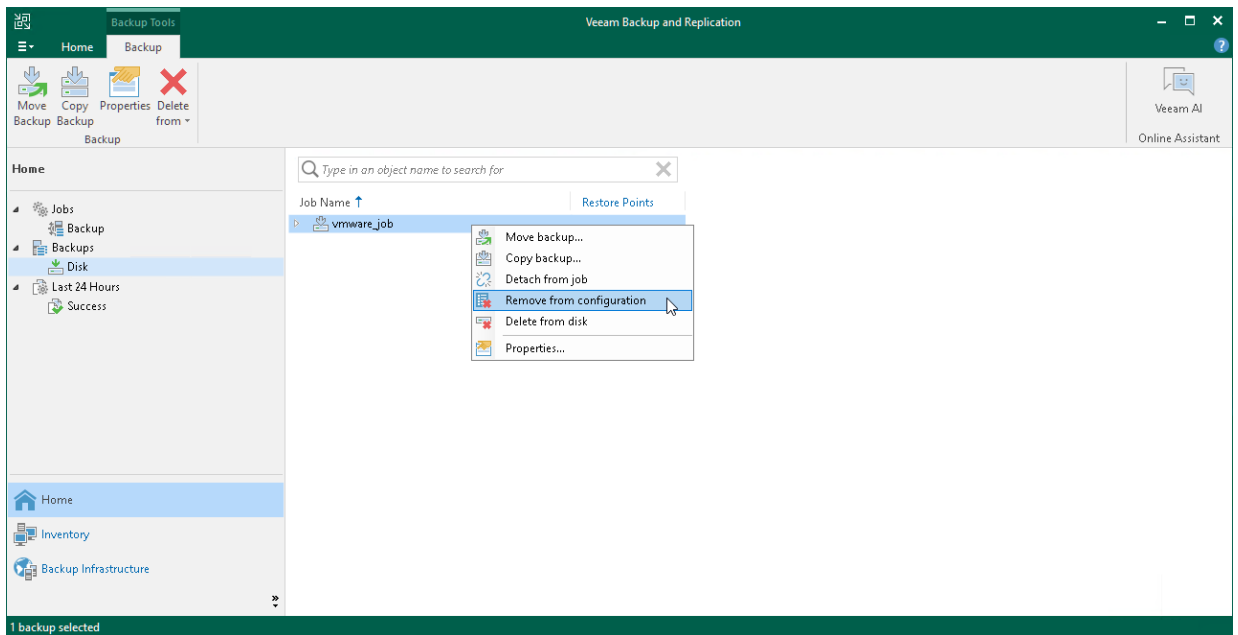 Backup Tools
Veeam Backup and Replication
Home
Backup
Move Backup
Copy Backup
Properties
Delete from
Backup
Veeam AI
Online Assistant
Home
Type in an object name to search for
Job Name
Restore Points
Jobs
Backup
Backups
Disk
Last 24 Hours
Success
vmware_job
Move backup...
Copy backup...
Detach from job
Remove from configuration
Delete from disk
Properties...
Home
Inventory
Backup Infrastructure
1 backup selected